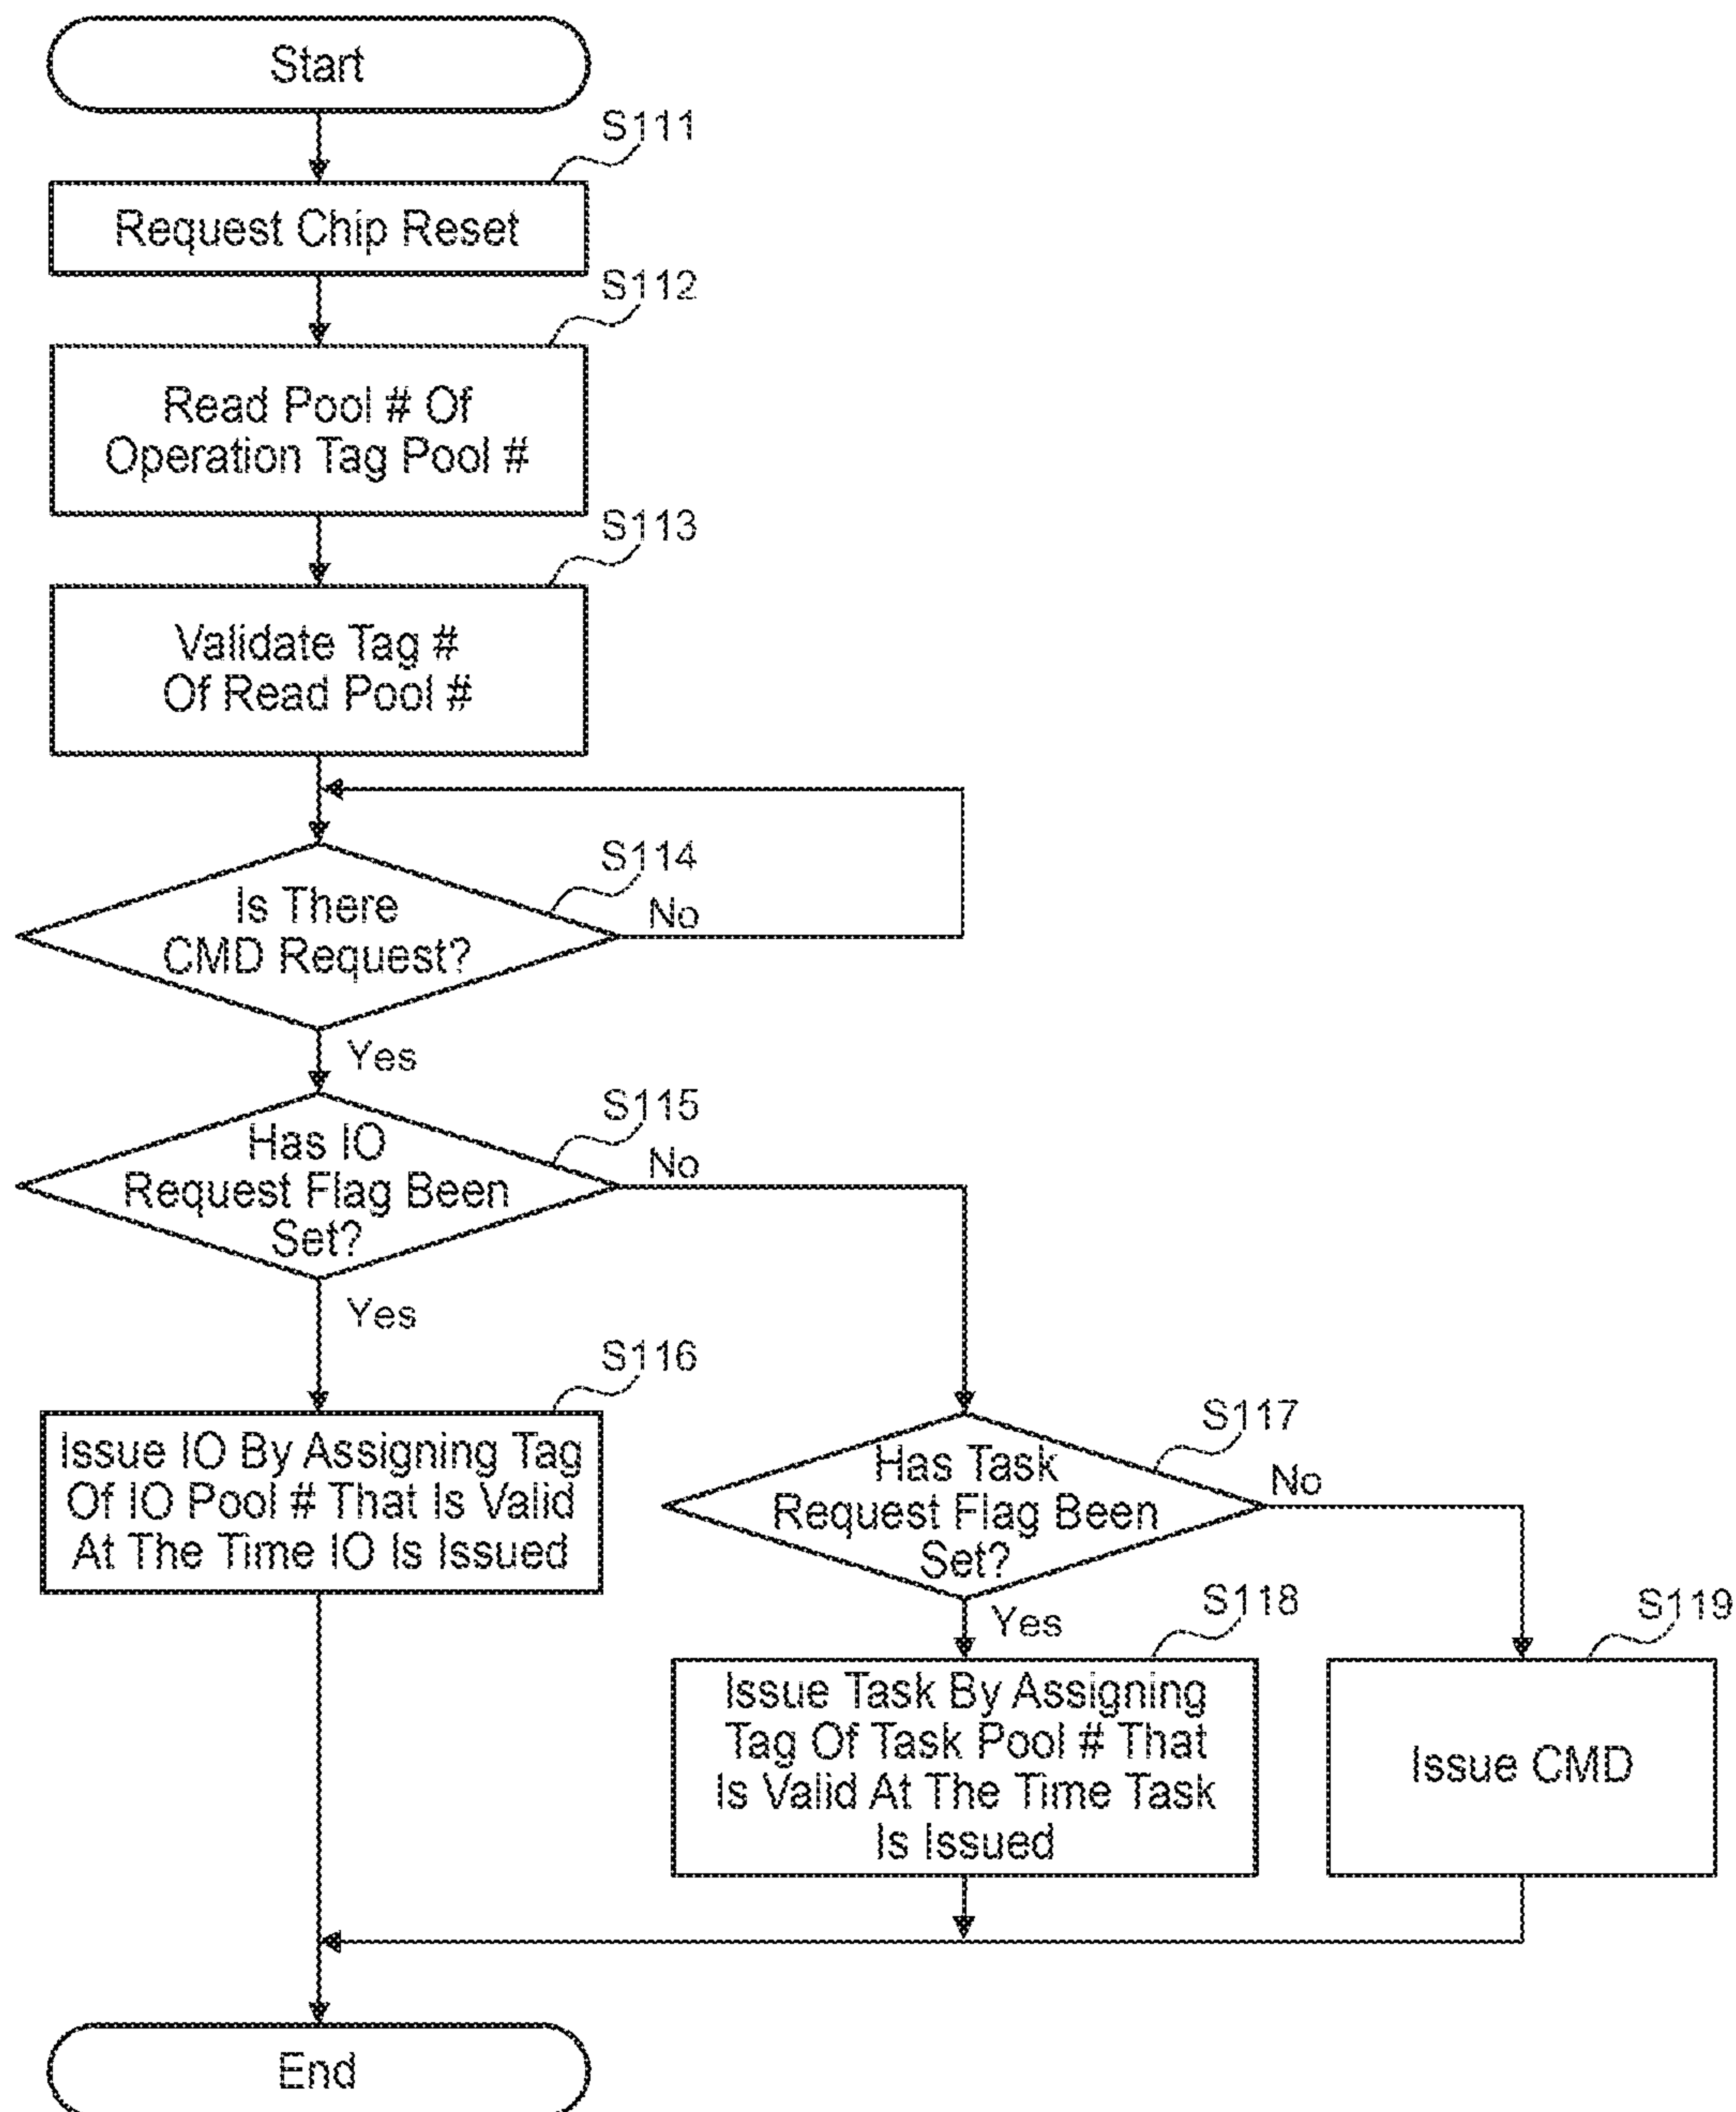 Start
S111
Request Chip Reset
S112
Read Pool # Of
Operation Tag Pool #
S113
Validate Tag #
Of Read Pool #
S114
Is There
CMD Request?
No
Yes
S115
Has IO
Request Flag Been
Set?
No
Yes
S116
Issue IO By Assigning Tag
Of IO Pool # That Is Valid
At The Time IO Is Issued
S117
Has Task
Request Flag Been
Set?
No
Yes
S118
Issue Task By Assigning
Tag Of Task Pool # That
Is Valid At The Time Task
Is Issued
S119
Issue CMD
End